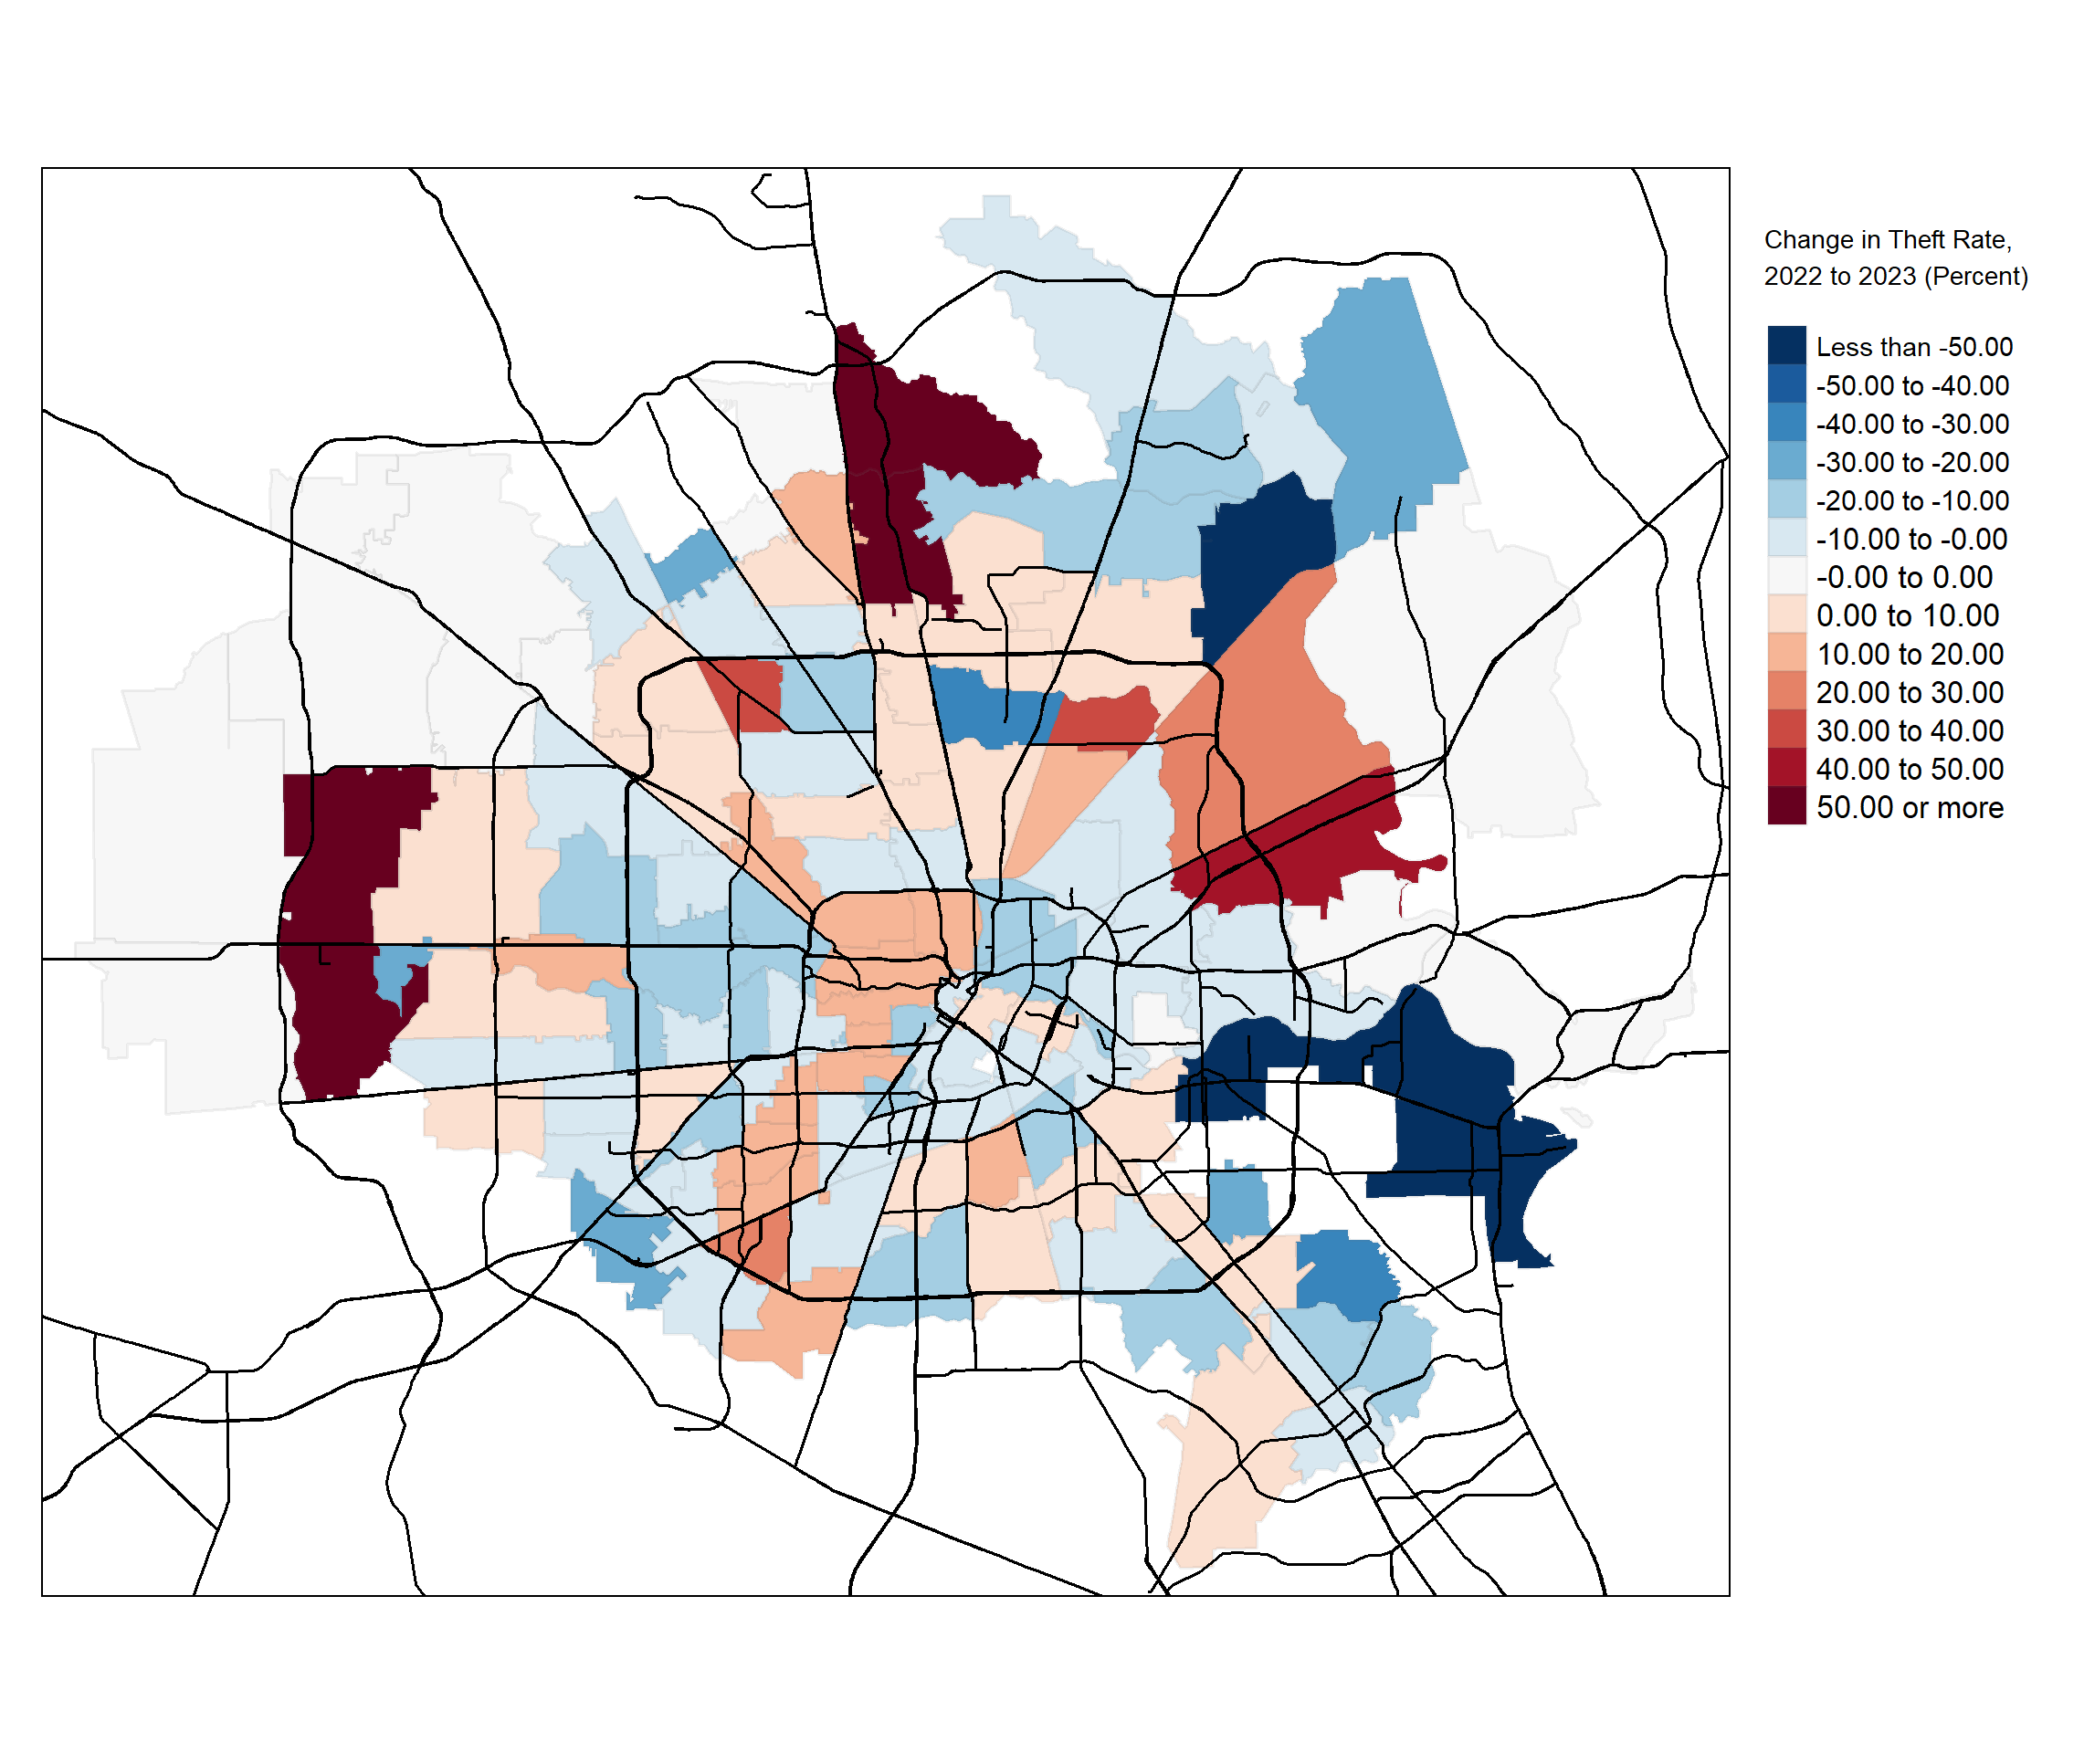 Change in Theft Rate,
2022 to 2023 (Percent)
Less than -50.00
-50.00 to -40.00
-40.00 to -30.00
-30.00 to -20.00
-20.00 to -10.00
-10.00 to -0.00
-0.00 to 0.00
0.00 to 10.00
10.00 to 20.00
20.00 to 30.00
30.00 to 40.00
40.00 to 50.00
50.00 or more